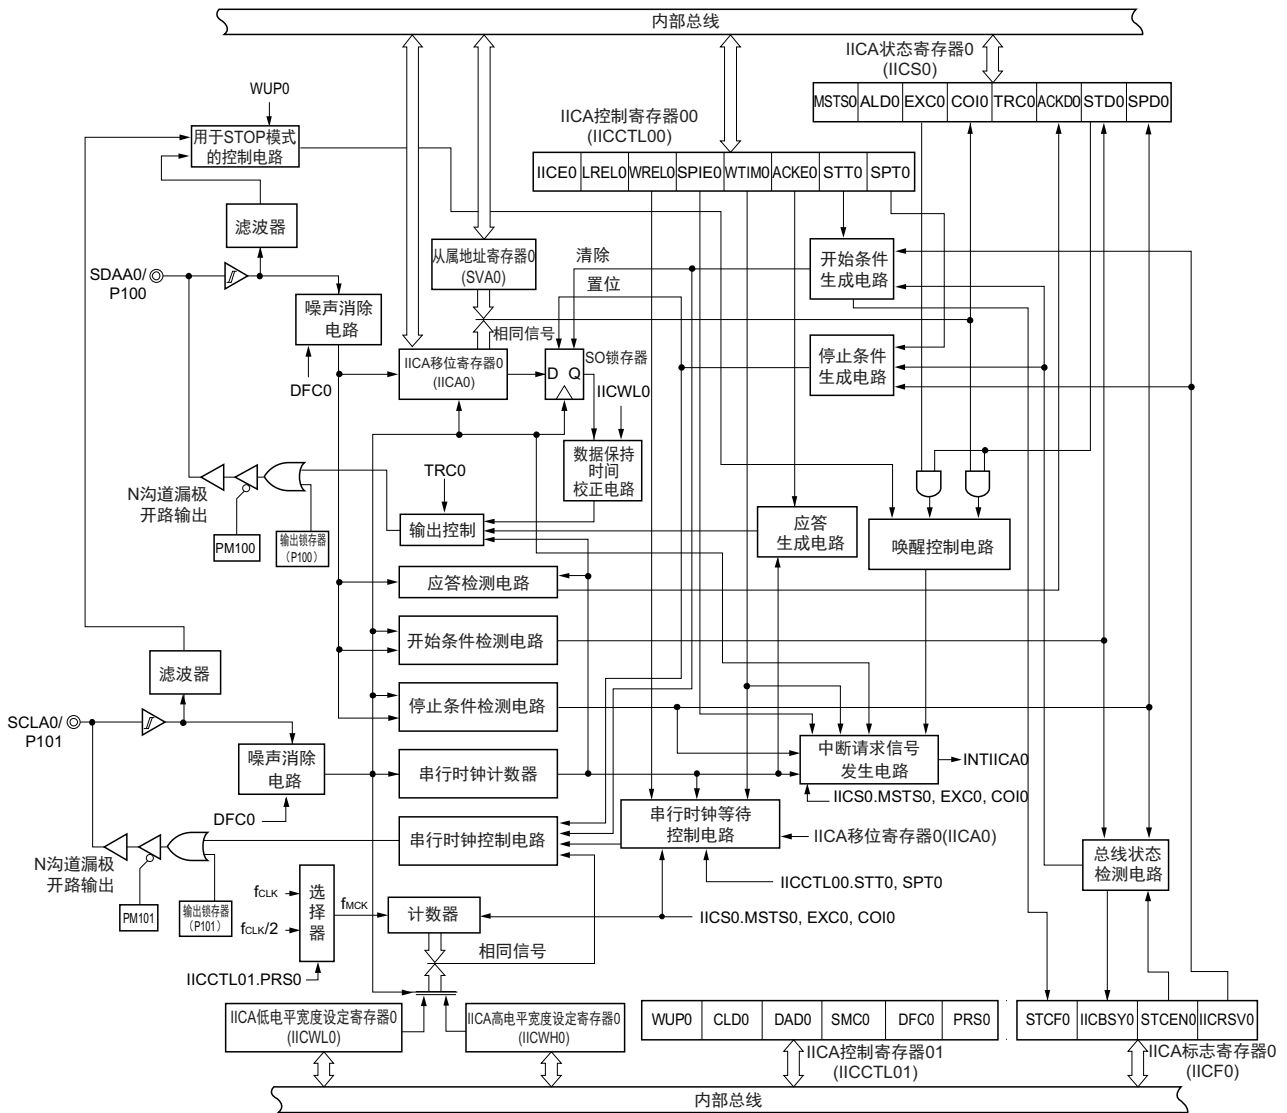 内部总线
IICA状态寄存器0
(IICS0)
MSTS0 ALD0 EXC0 COI0 TRC0 ACKD0 STD0 SPD0
WUP0
用于STOP模式
的控制电路
IICA控制寄存器00
(IICCTL00)
IICE0 LREL0 WREL0 SPIE0 WTIM0 ACKE0 STT0 SPT0
滤波器
SDAA0/
P100
从属地址寄存器0
(SVA0)
清除
置位
开始条件
生成电路
噪声消除
电路
DFC0
相同信号
IICA移位寄存器0
(IICA0)
D Q
SO锁存器
IICWL0
停止条件
生成电路
数据保持
时间
校正电路
TRC0
N沟道漏极
开路输出
PM100
输出锁存器
(P100)
输出控制
应答
生成电路
唤醒控制电路
应答检测电路
开始条件检测电路
滤波器
停止条件检测电路
SCLA0/
P101
噪声消除
电路
DFC0
串行时钟计数器
中断请求信号
发生电路
INTIICA0
IICS0.MSTS0, EXC0, COI0
串行时钟等待
控制电路
IICA移位寄存器0(IICA0)
串行时钟控制电路
总线状态
检测电路
N沟道漏极
开路输出
PM101
输出锁存器
(P101)
fCLK
fCLK/2
选
择
器
fMCK
计数器
IICCTL00.STT0, SPT0
IICS0.MSTS0, EXC0, COI0
相同信号
IICCTL01.PRS0
IICA低电平宽度设定寄存器0
(IICWL0)
IICA高电平宽度设定寄存器0
(IICWH0)
WUP0 CLD0 DAD0 SMC0 DFC0 PRS0
IICA控制寄存器01
(IICCTL01)
STCF0 IICBSY0 STCEN0 IICRSV0
IICA标志寄存器0
(IICF0)
内部总线